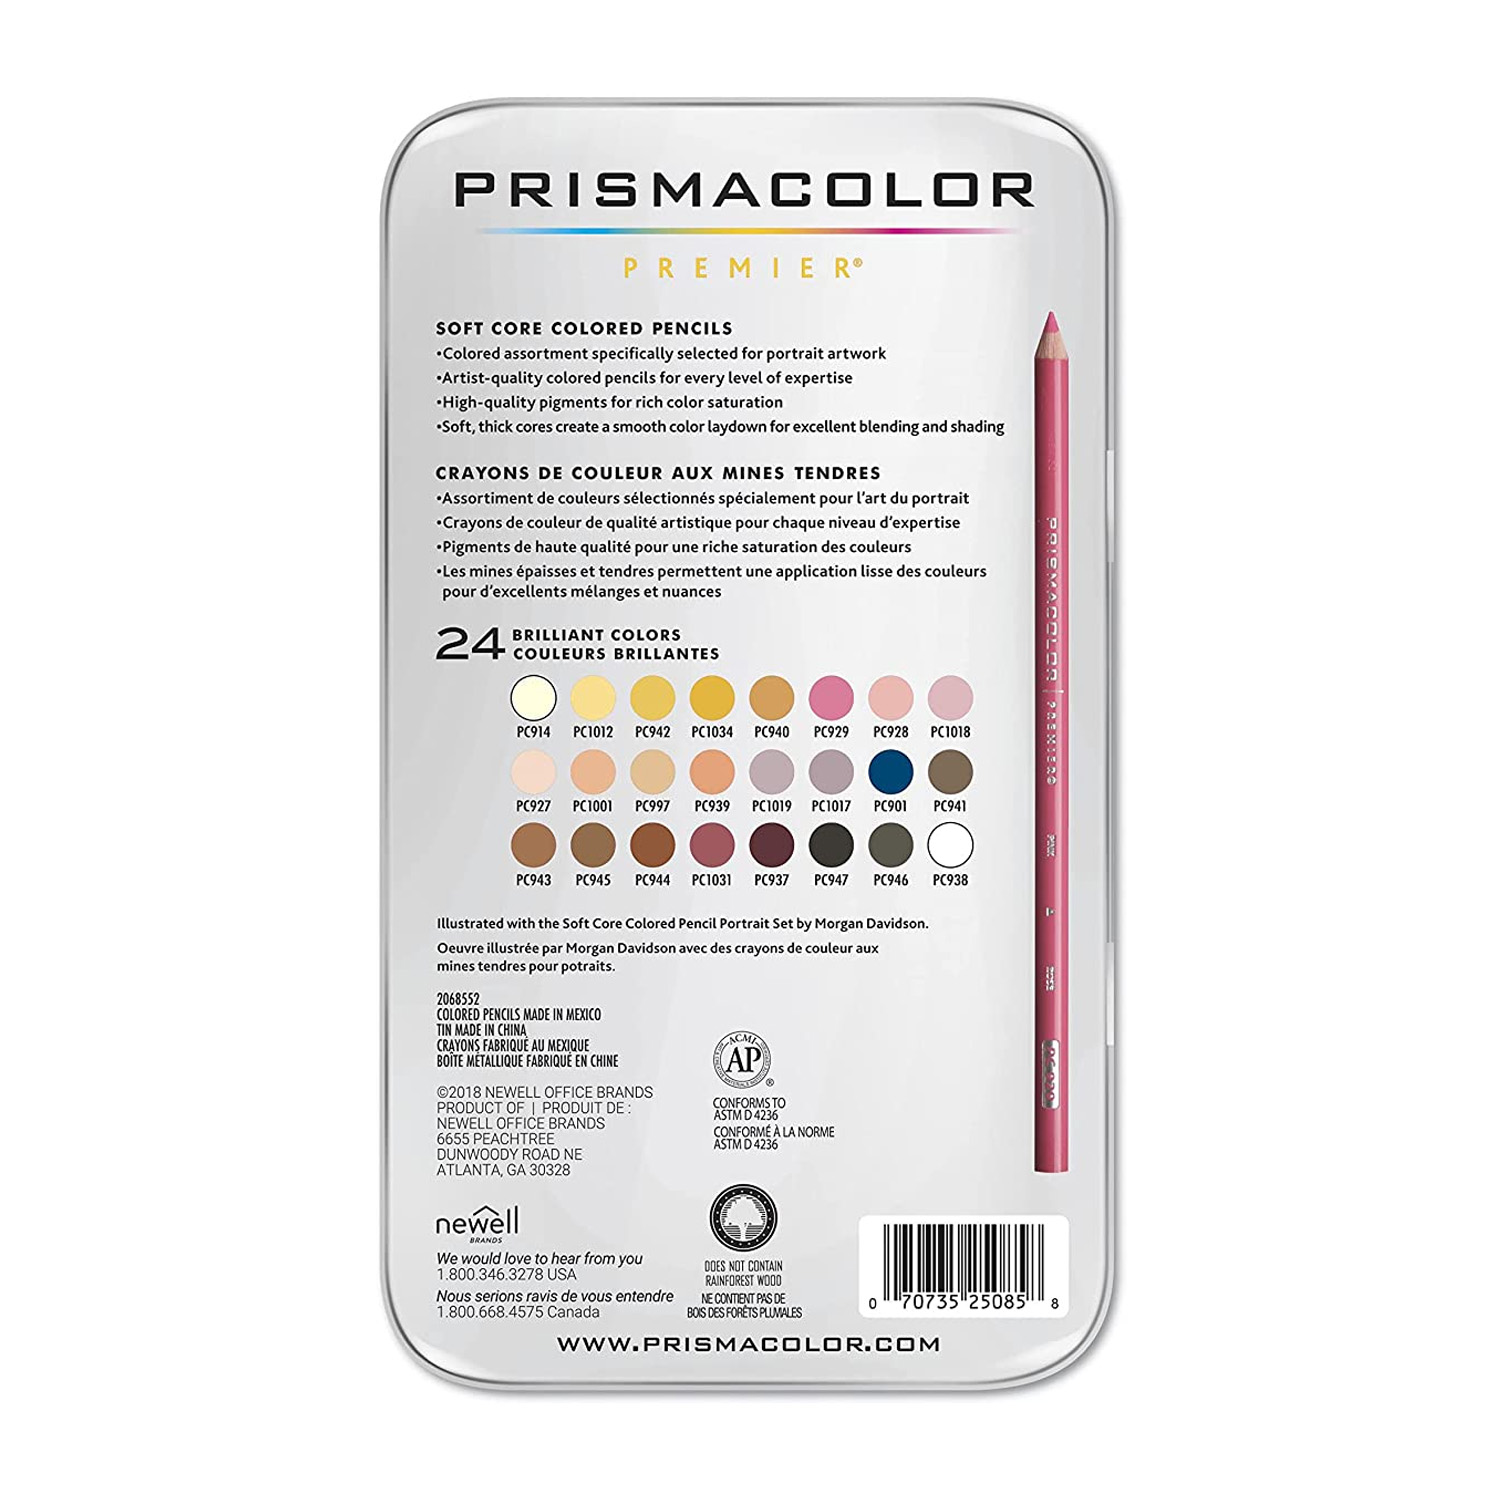 PRISMACOLOR
PREMIER®
SOFT CORE COLORED PENCILS
•Colored assortment specifically selected for portrait artwork
•Artist-quality colored pencils for every level of expertise
•High-quality pigments for rich color saturation
•Soft, thick cores create a smooth color laydown for excellent blending and shading
CRAYONS DE COULEUR AUX MINES TENDRES
•Assortiment de couleurs sélectionnés spécialement pour l'art du portrait
•Crayons de couleur de qualité artistique pour chaque niveau d'expertise
•Pigments de haute qualité pour une riche saturation des couleurs
•Les mines épaisses et tendres permettent une application lisse des couleurs
pour d'excellents mélanges et nuances
24 BRILLIANT COLORS
COULEURS BRILLANTES
PC914 PC1012 PC942 PC1034 PC940 PC929 PC928 PC1018
PC927 PC1001 PC997 PC939 PC1019 PC1017 PC901 PC941
PC943 PC945 PC944 PC1031 PC937 PC947 PC946 PC938
Illustrated with the Soft Core Colored Pencil Portrait Set by Morgan Davidson.
Oeuvre illustrée par Morgan Davidson avec des crayons de couleur aux
mines tendres pour potraits.
2068552
COLORED PENCILS MADE IN MEXICO
TIN MADE IN CHINA
CRAYONS FABRIQUÉ AU MEXIQUE
BOÎTE MÉTALLIQUE FABRIQUÉ EN CHINE
©2018 NEWELL OFFICE BRANDS
PRODUCT OF | PRODUIT DE :
NEWELL OFFICE BRANDS
6655 PEACHTREE
DUNWOODY ROAD NE
ATLANTA, GA 30328
ACMI
AP
®
CONFORMS TO
ASTM D 4236
CONFORMÉ À LA NORME
ASTM D 4236
newell
BRANDS
We would love to hear from you
1.800.346.3278 USA
Nous serions ravis de vous entendre
1.800.668.4575 Canada
DOES NOT CONTAIN
RAINFOREST WOOD
NE CONTIENT PAS DE
BOIS DES FORÊTS PLUVIALES
0 70735 25085 8
WWW.PRISMACOLOR.COM
PRISMACOLOR | PREMIER®